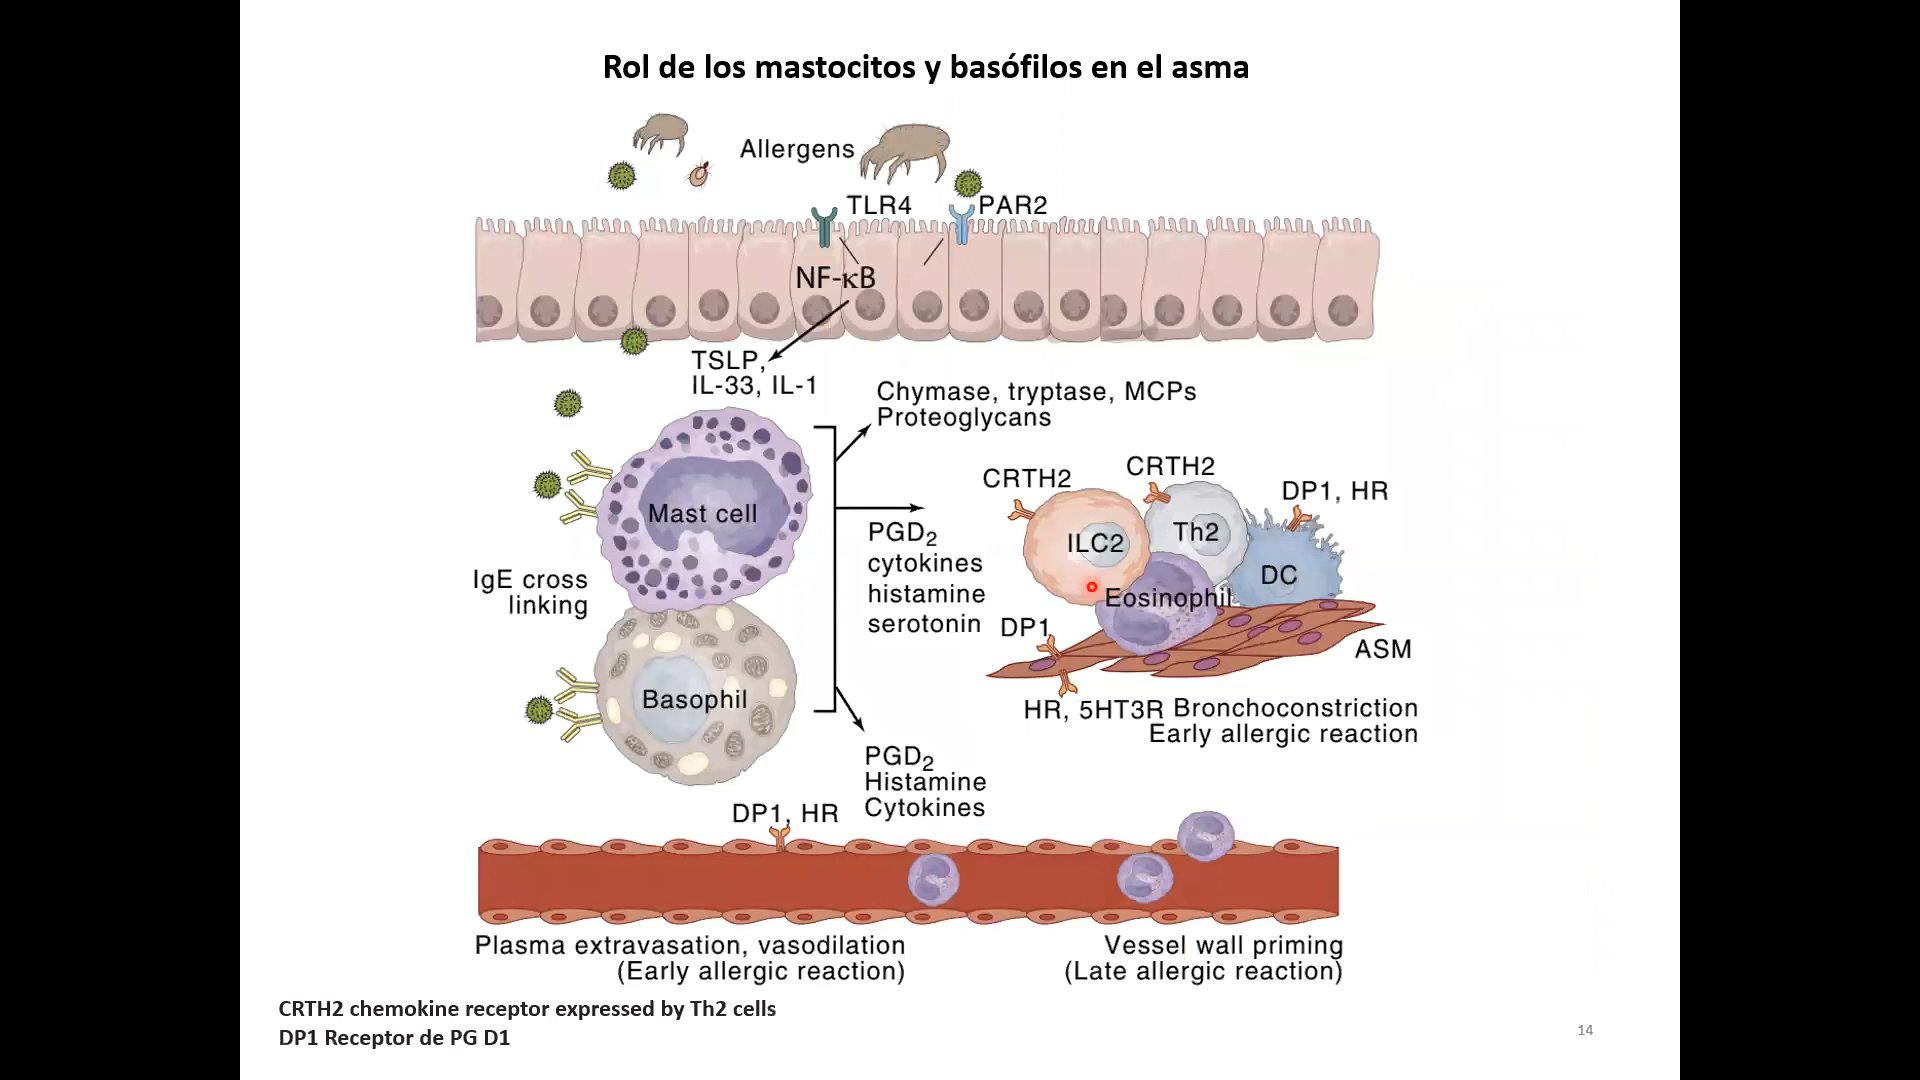 Rol de los mastocitos y basófilos en el asma
Allergens
TLR4
PAR2
NF-κB
TSLP,
IL-33, IL-1
Chymase, tryptase, MCPs
Proteoglycans
CRTH2
CRTH2
DP1, HR
Mast cell
ILC2
Th2
DC
PGD2
cytokines
histamine
serotonin
IgE cross
linking
Eosinophil
DP1
ASM
Basophil
HR, 5HT3R
Bronchoconstriction
Early allergic reaction
PGD2
Histamine
Cytokines
DP1, HR
Plasma extravasation, vasodilation
(Early allergic reaction)
Vessel wall priming
(Late allergic reaction)
CRTH2 chemokine receptor expressed by Th2 cells
DP1 Receptor de PG D1
14